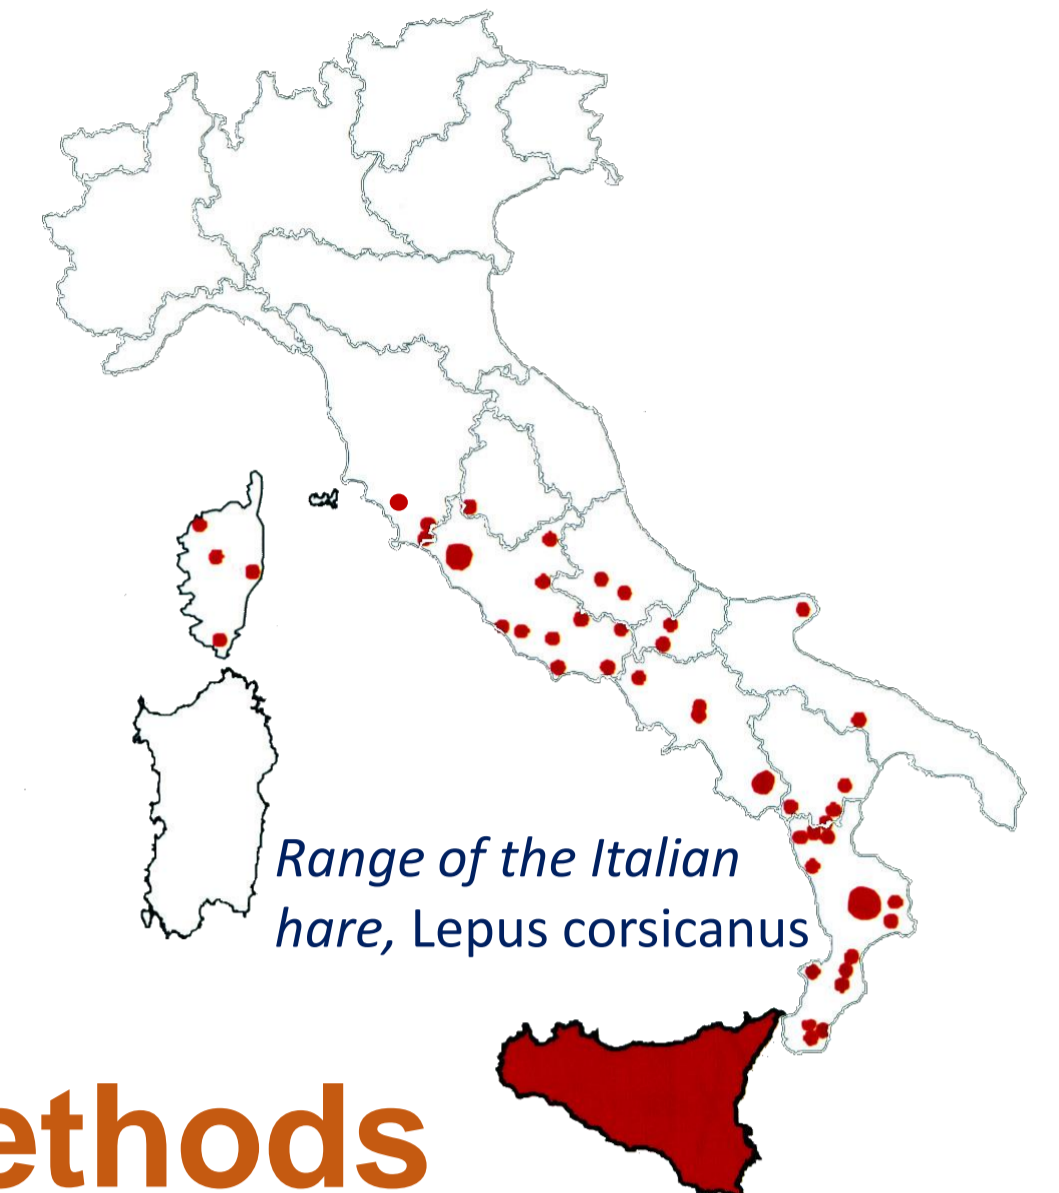 Range of the Italian
hare, Lepus corsicanus
ethods